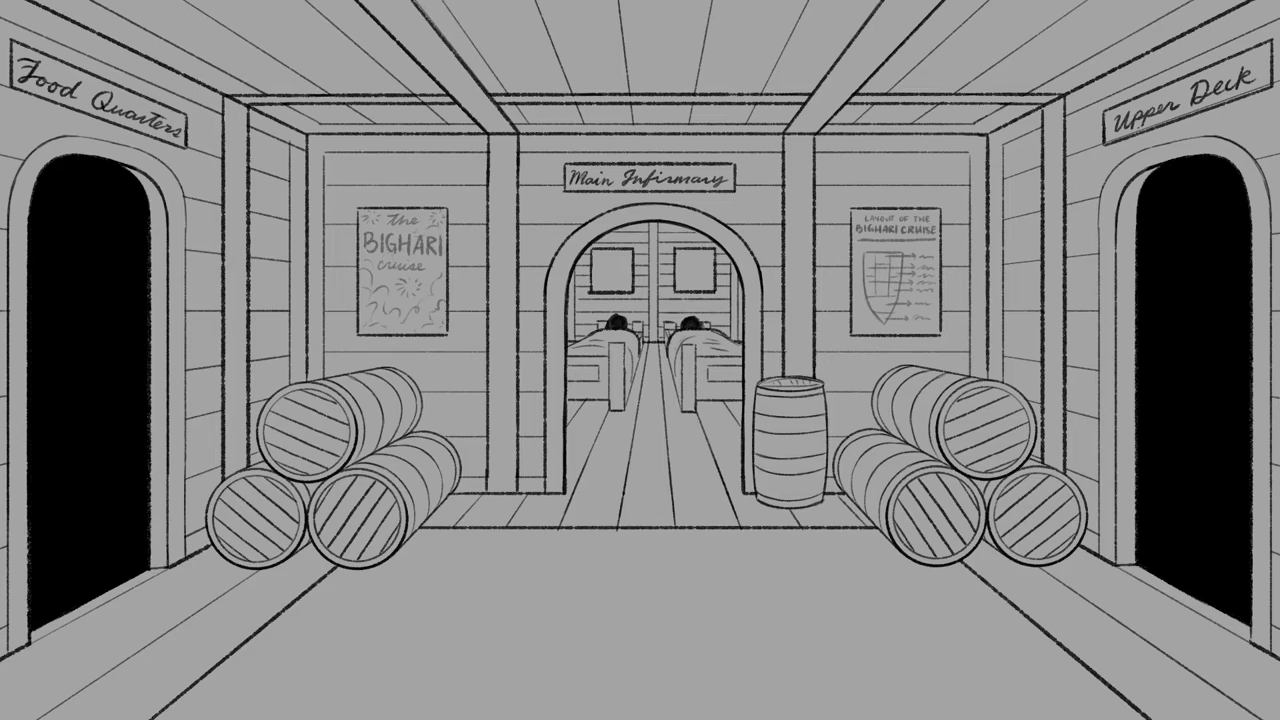 Food Quarters
Upper Deck
Main Infirmary
The
BIGHARI
cruise
LAYOUT OF THE
BIGHARI CRUISE